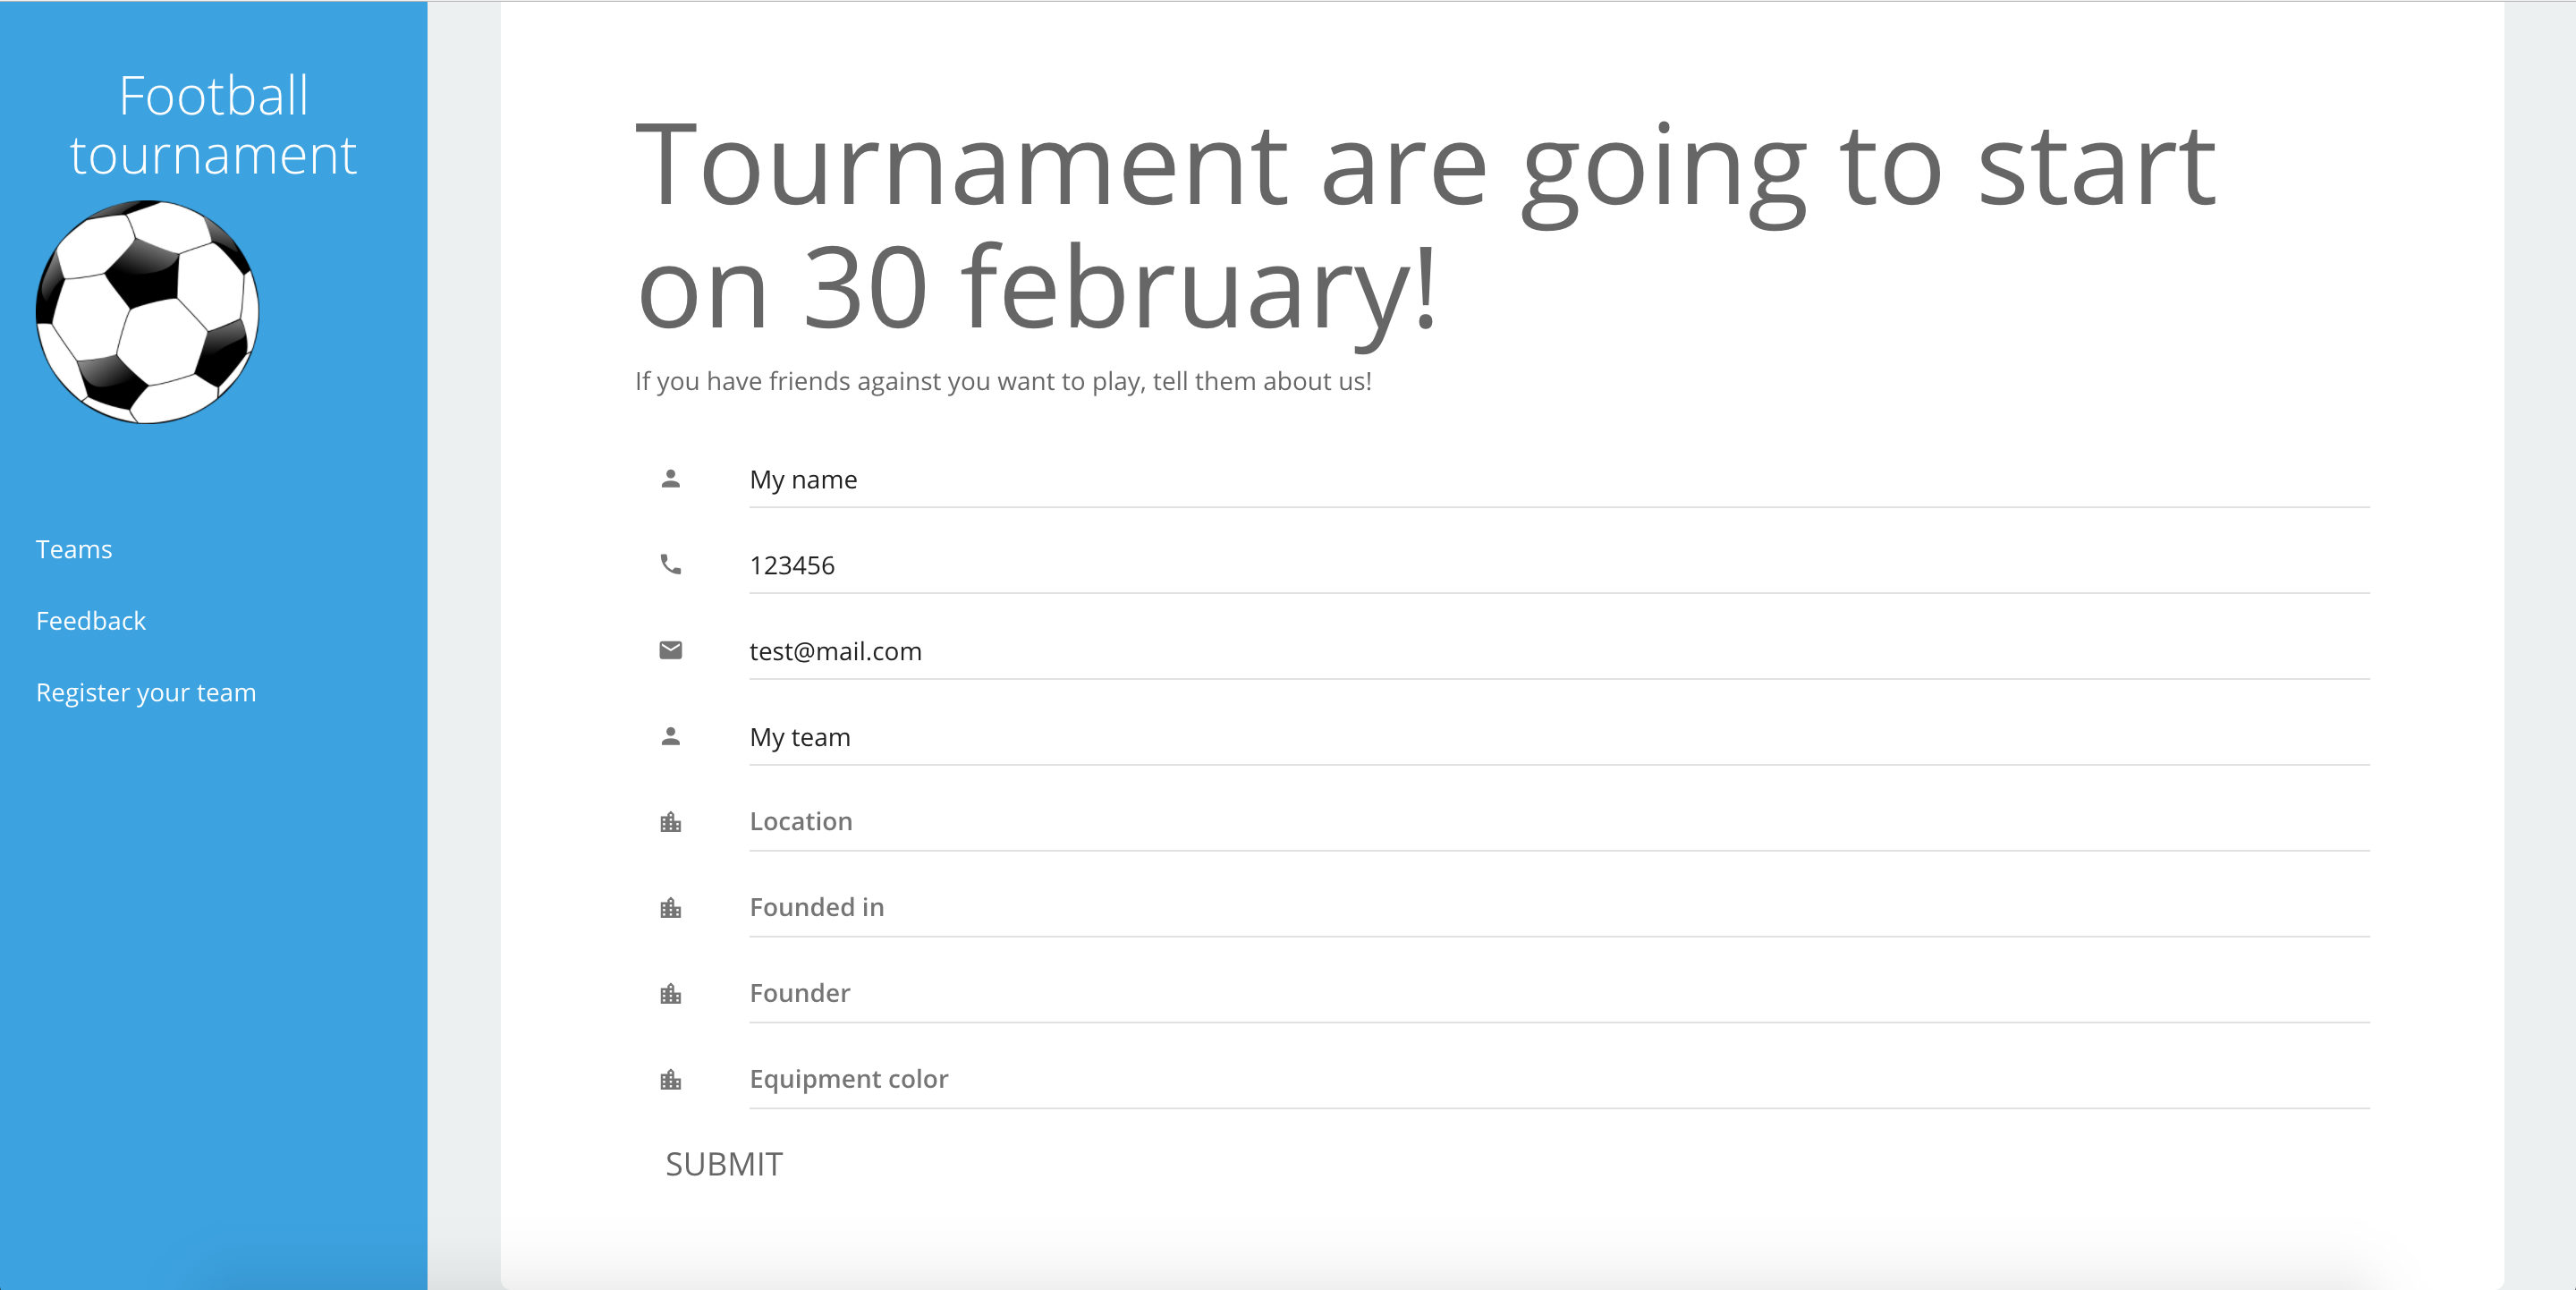 Football
tournament
Teams
Feedback
Register your team
Tournament are going to start
on 30 february!
If you have friends against you want to play, tell them about us!
My name
123456
test@mail.com
My team
Location
Founded in
Founder
Equipment color
SUBMIT